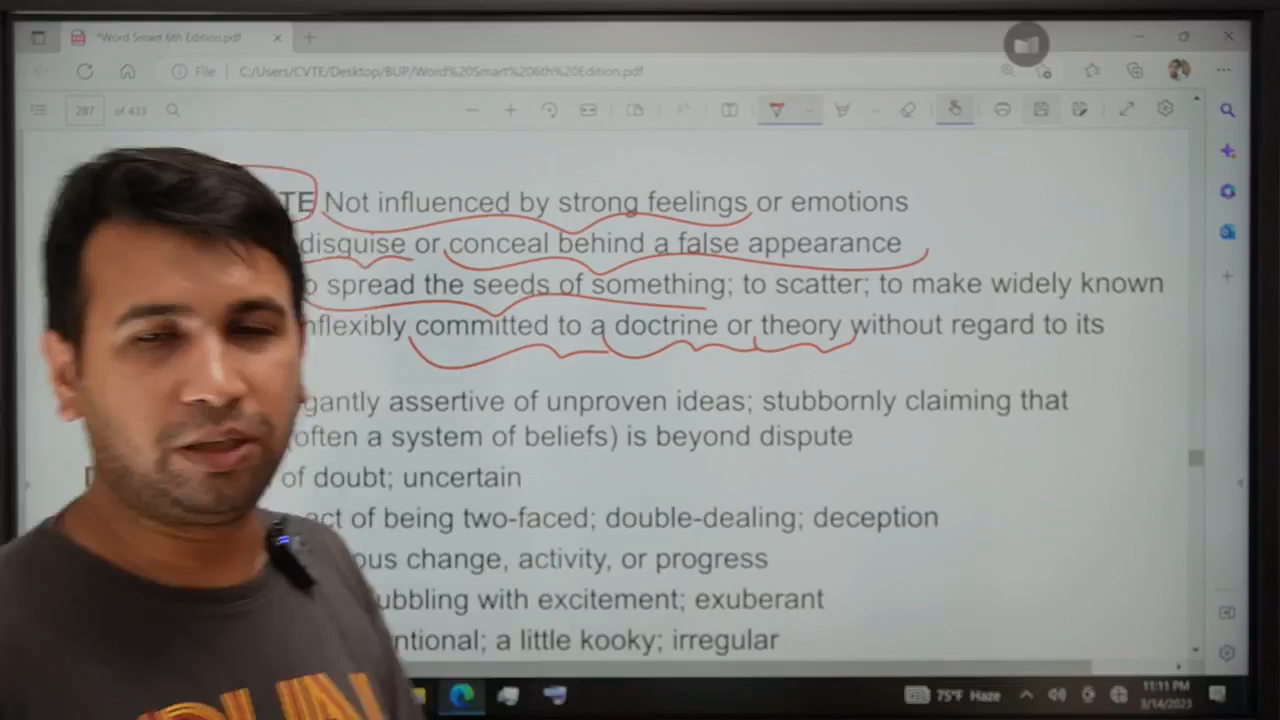 *Word Smart 6th Edition.pdf
File C:/Users/CVTE/Desktop/BUP/Word%20Smart%206th%20Edition.pdf
287 of 433
TE Not influenced by strong feelings or emotions
disguise or conceal behind a false appearance
spread the seeds of something; to scatter; to make widely known
nflexibly committed to a doctrine or theory without regard to its
gantly assertive of unproven ideas; stubbornly claiming that
(often a system of beliefs) is beyond dispute
of doubt; uncertain
act of being two-faced; double-dealing; deception
ous change, activity, or progress
ubbling with excitement; exuberant
ntional; a little kooky; irregular
75°F Haze
11:11 PM
3/14/2023